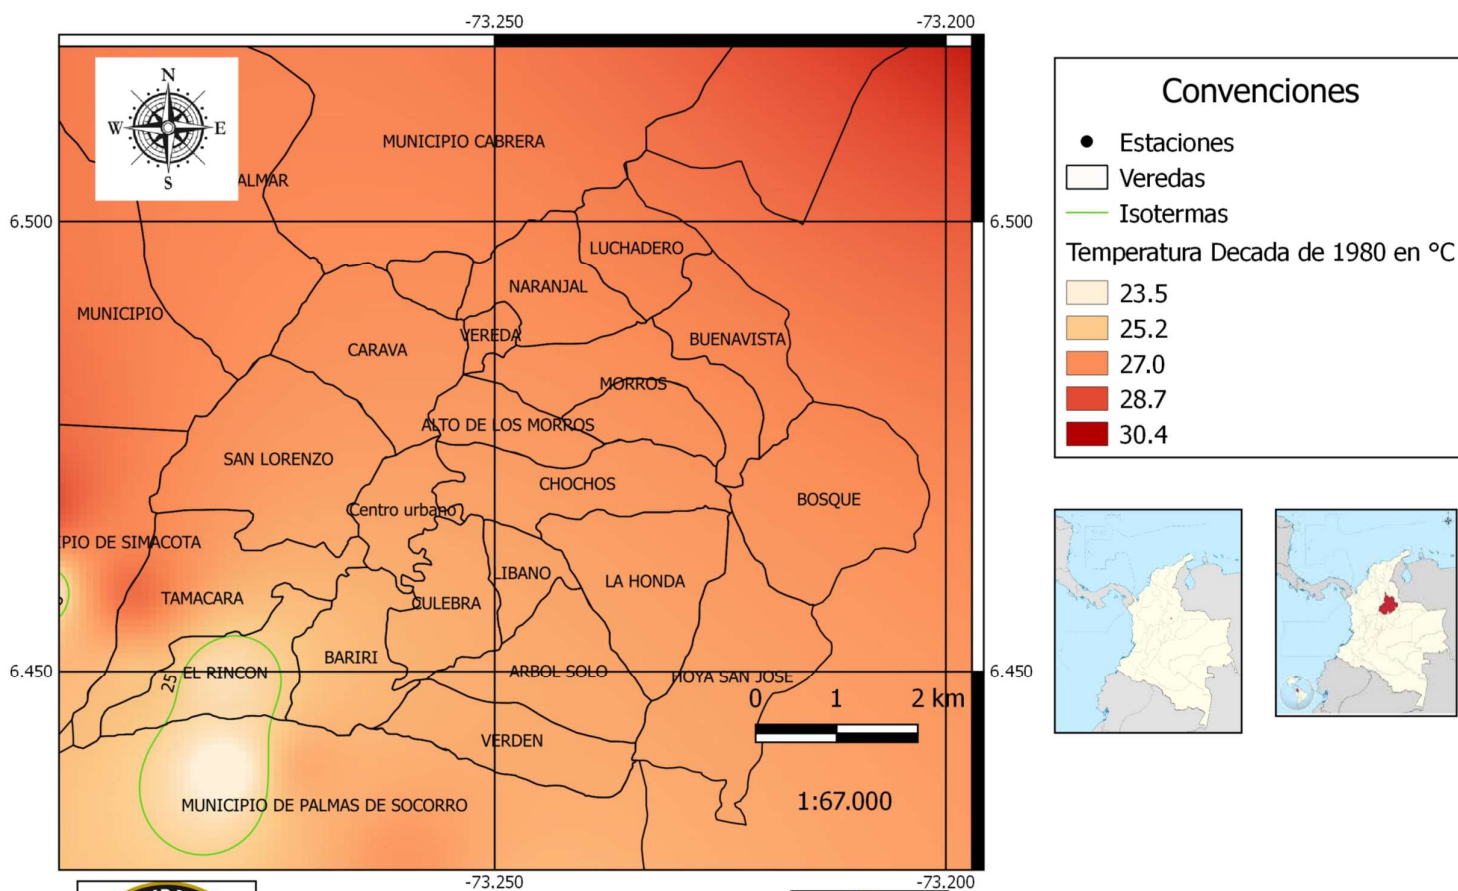 -73.250
-73.200
N
W
E
S
MUNICIPIO CABRERA
ALMAR
6.500
6.500
LUCHADERO
NARANJAL
MUNICIPIO
VEREDA
BUENAVISTA
CARAVA
MORROS
ALTO DE LOS MORROS
SAN LORENZO
CHOCHOS
BOSQUE
Centro urbano
IPIO DE SIMACOTA
LIBANO
LA HONDA
TAMACARA
CULEBRA
BARIRI
EL RINCON
25
ARBOL SOLO
HOYA SAN JOSE
6.450
6.450
0 1 2 km
VERDEN
1:67.000
MUNICIPIO DE PALMAS DE SOCORRO
-73.250
-73.200
Convenciones
Estaciones
Veredas
Isotermas
Temperatura Decada de 1980 en °C
23.5
25.2
27.0
28.7
30.4